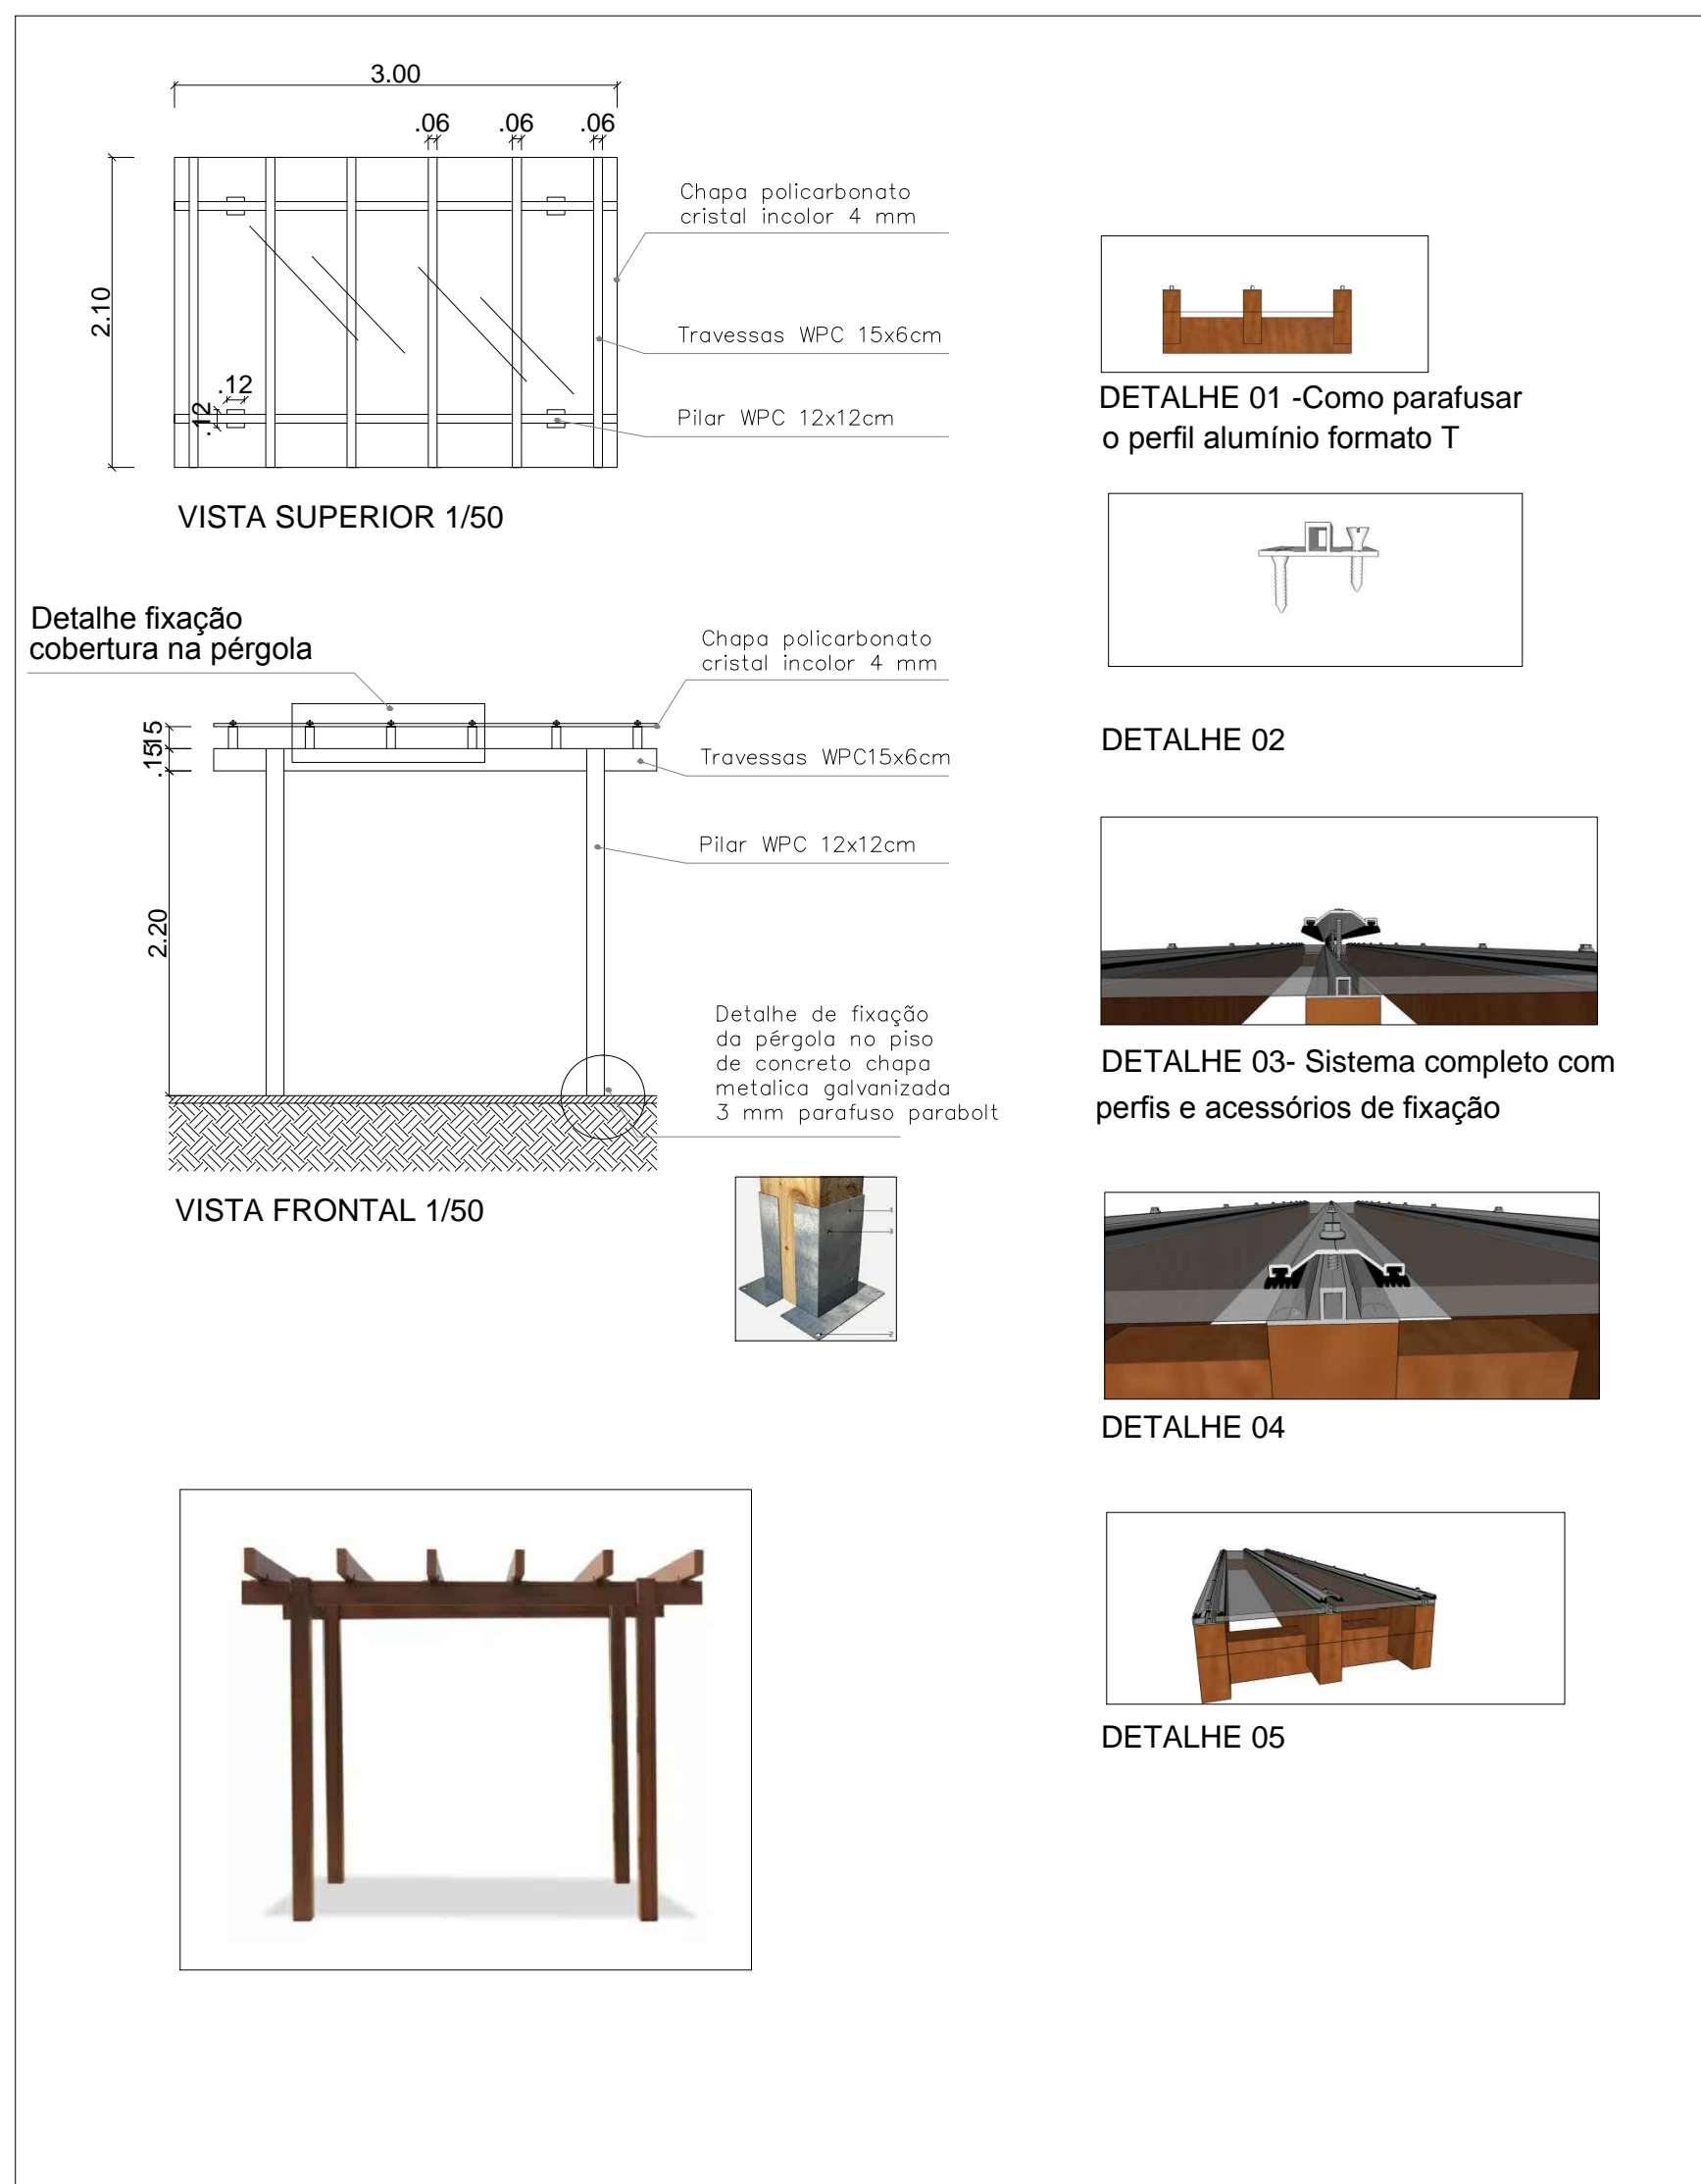 3.00
.06 .06 .06
2.10
.12
.12
Chapa policarbonato
cristal incolor 4 mm
Travessas WPC 15x6cm
Pilar WPC 12x12cm
VISTA SUPERIOR 1/50
Detalhe fixação
cobertura na pérgola
Chapa policarbonato
cristal incolor 4 mm
.15
.15
Travessas WPC15x6cm
Pilar WPC 12x12cm
2.20
Detalhe de fixação
da pérgola no piso
de concreto chapa
metalica galvanizada
3 mm parafuso parabolt
VISTA FRONTAL 1/50
1
3
2
DETALHE 01 -Como parafusar
o perfil alumínio formato T
DETALHE 02
DETALHE 03- Sistema completo com
perfis e acessórios de fixação
DETALHE 04
DETALHE 05